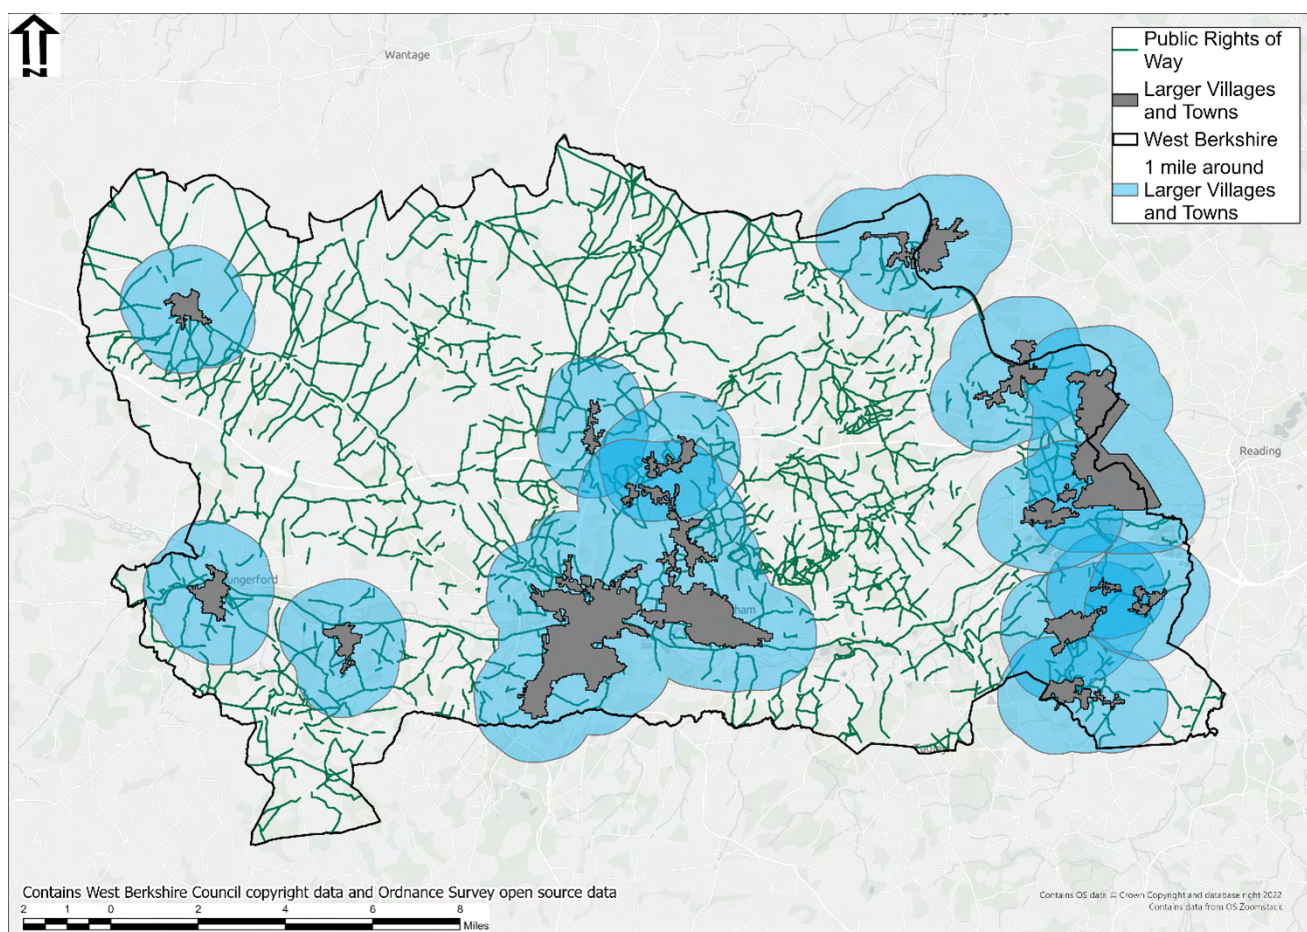 N
Wantage
Public Rights of
Way
Larger Villages
and Towns
West Berkshire
1 mile around
Larger Villages
and Towns
Reading
Contains West Berkshire Council copyright data and Ordnance Survey open source data
2 1 0 2 4 6 8
Miles
Contains OS data © Crown Copyright and database right 2022
Contains data from OS Zoomstack